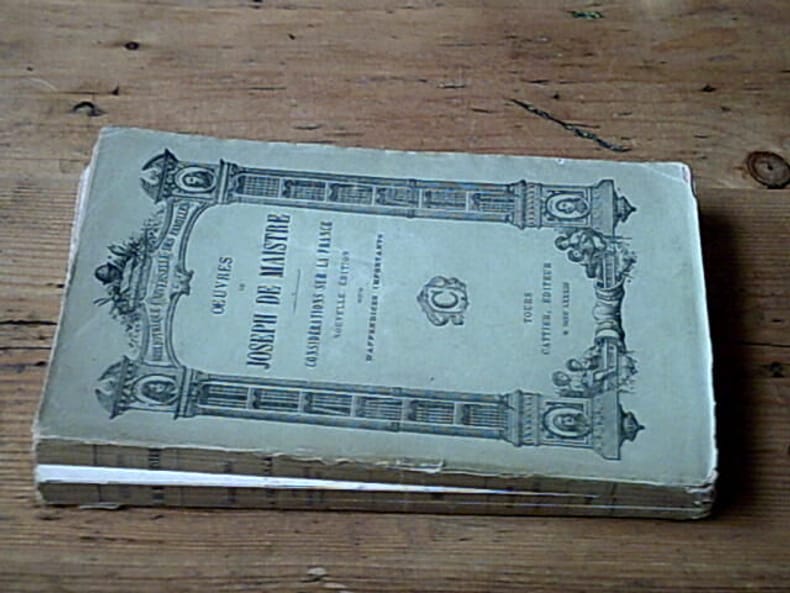 BIBLIOTHÈQUE UNIVERSELLE DES FAMILLES
ŒUVRES
DE
JOSEPH DE MAISTRE
CONSIDÉRATIONS SUR LA FRANCE
NOUVELLE ÉDITION
D'APPENDICES IMPORTANTS
C
TOURS
CATTIER, ÉDITEUR